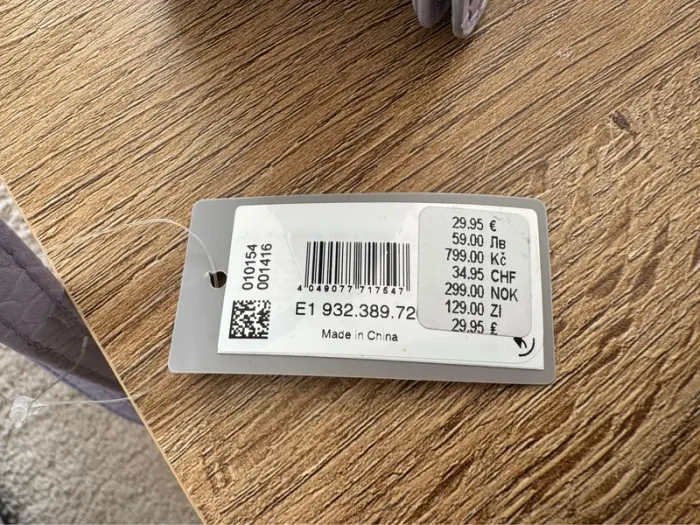 010154
001416
4 049077 717547
E1 932.389.72
Made in China
29.95 €
59.00 Лв
799.00 Kč
34.95 CHF
299.00 NOK
129.00 Zl
29.95 £